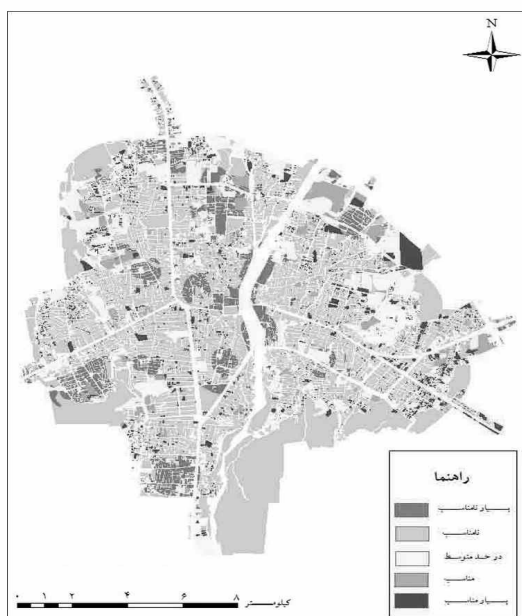 N
راهنما
بسیار نامناسب
نامناسب
در حد متوسط
مناسب
بسیار مناسب
۰ ۱ ۲ ۴ ۶ ۸
کیلومتر